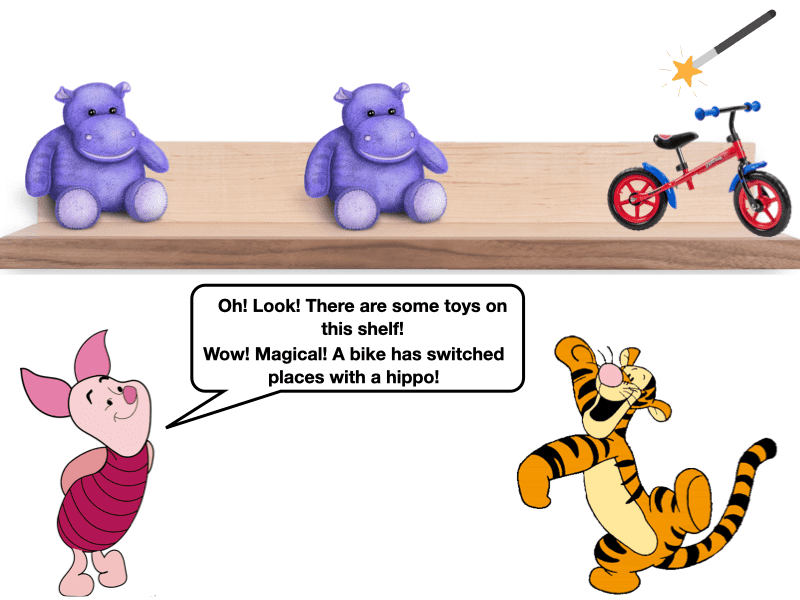 Oh! Look! There are some toys on
this shelf!
Wow! Magical! A bike has switched
places with a hippo!